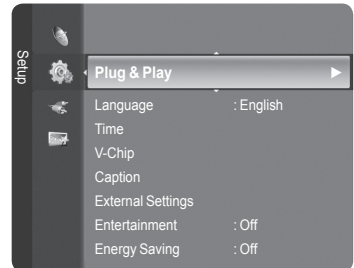 Setup
Plug & Play
Language : English
Time
V-Chip
Caption
External Settings
Entertainment : Off
Energy Saving : Off